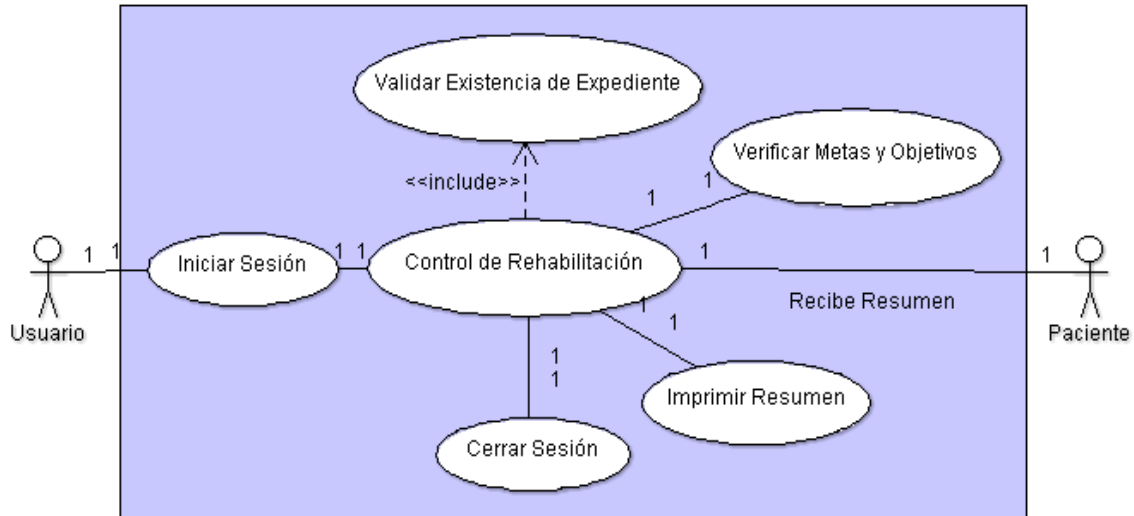 Validar Existencia de Expediente
Verificar Metas y Objetivos
<<include>>
1
1
1 1
Iniciar Sesión
1 1
Control de Rehabilitación
1
1
Usuario
Recibe Resumen
Paciente
1
1
1
1
Imprimir Resumen
Cerrar Sesión